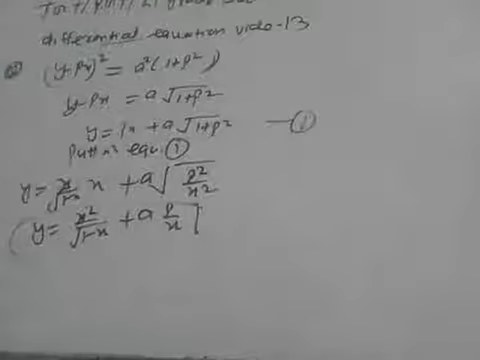 differential equation video-13
(y-Px)² = a²(1+P²)
y-Px = a√1+P²
y = Px + a√1+P² — ①
Putt in equ. ①
y = x/√1-x x + a√P²/x²
y = x²/√1-x + a P/x